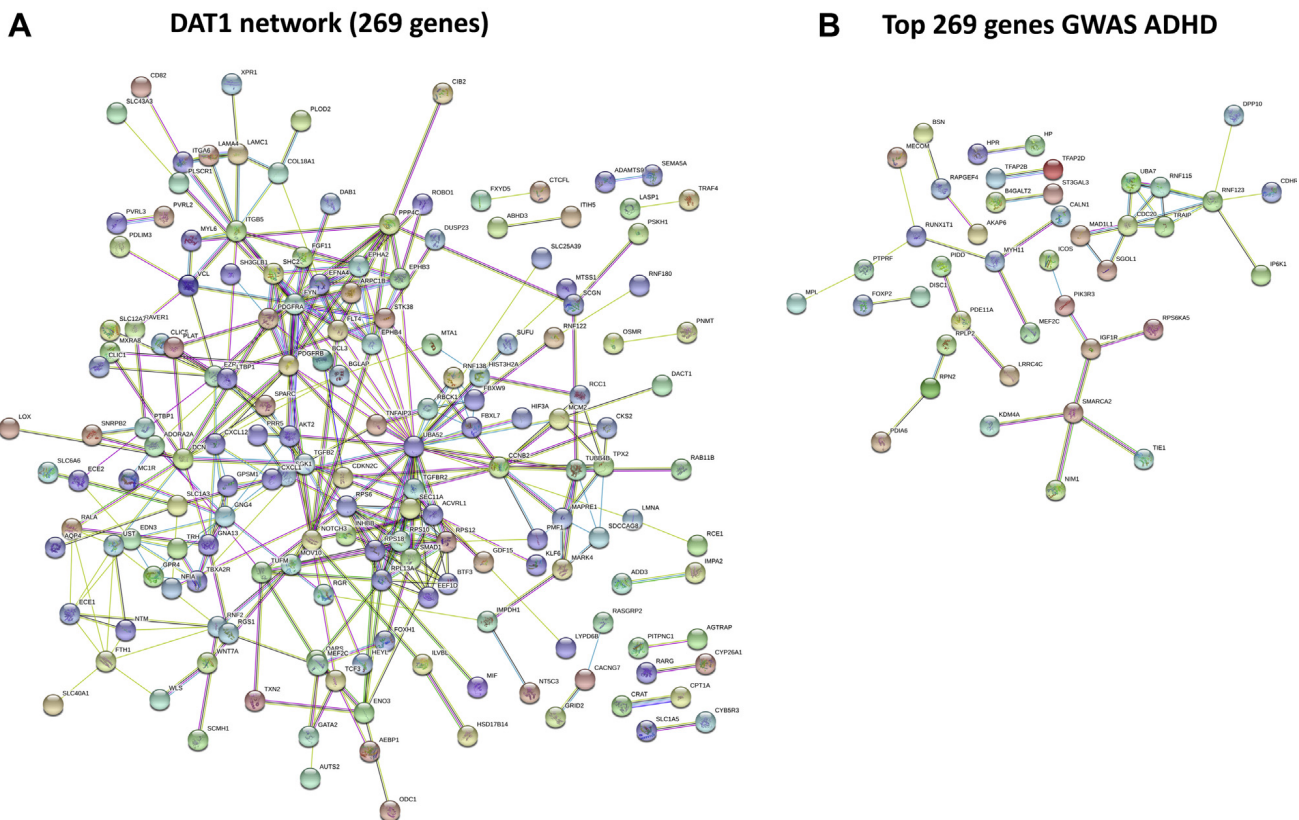 A
DAT1 network (269 genes)
B
Top 269 genes GWAS ADHD
CD82
XPR1
CIB2
SLC43A3
PLOD2
ITGA6
LAMA4
LAMC1
COL18A1
PLSCR1
DAB1
ROBO1
PPP4C
FXYD5
CTCFL
ADAMTS9
SEMA5A
ABHD3
ITIH5
LASP1
TRAF4
PSKH1
PVRL3
PVRL2
ITGB5
MYL6
PDLIM3
SH3GLB1
SHC2
FGF11
EPHA2
DUSP23
EFNA4
ARPC1B
EPHB3
SLC25A39
VCL
FYN
PDGFRA
STK38
MTSS1
SCGN
RNF180
RAVER1
CLIC1
PLAT
FLT4
EPHB4
MTA1
SUFU
RNF122
OSMR
PNMT
MXRA8
BCL3
PDGFRB
BGLAP
LTBP1
RNF138
HIST3H2A
DACT1
SPARC
RBCK1
FBXW9
RCC1
LOX
SNRPB2
PTBP1
TNFAIP3
FBXL7
HIF3A
MCM2
CKS2
ADORA2A
CXCL12
PRR5
AKT2
UBA52
DCN
TGFB2
CCNB2
TUBB4B
TPX2
RAB11B
SLC6A6
ECE2
MC1R
GPSM1
CXCL1
CDKN2C
TGFBR2
SEC11A
SLC1A3
RPS6
ACVRL1
MAPRE1
LMNA
GNG4
RALA
EDN3
INHBB
RPS10
RPS12
PMF1
SDCCAG8
AQP4
UST
TRH
GNA13
NOTCH3
RPS18
SMAD1
MOV10
GDF15
KLF6
MARK4
RCE1
GPR4
NFIA
TBXA2R
TUFM
RPL13A
BTF3
EEF1D
ADD3
IMPA2
RGR
ECE1
NTM
RNF2
RGS1
FOXH1
IMPDH1
RASGRP2
FTH1
WNT7A
MEF2C
HEYL
ILVBL
LYPD6B
PITPNC1
AGTRAP
TCF3
CACNG7
RARG
CYP26A1
SLC40A1
WLS
TXN2
MIF
NT5C3
CRAT
CPT1A
ENO3
GRID2
SCMH1
GATA2
HSD17B14
SLC1A5
CYB5R3
AEBP1
AUTS2
ODC1
DPP10
BSN
MECOM
HP
HPR
TFAP2D
TFAP2B
UBA7
RNF115
RAPGEF4
ST3GAL3
B4GALT2
RNF123
CDHR
CALN1
CDC20
TRAIP
RUNX1T1
AKAP6
MAD1L1
MYH11
ICOS
PTPRF
PIDD
SGOL1
IP6K1
MPL
FOXP2
DISC1
PIK3R3
PDE11A
MEF2C
RPS6KA5
RPLP2
IGF1R
LRRC4C
RPN2
SMARCA2
KDM4A
PDIA6
TIE1
NIM1